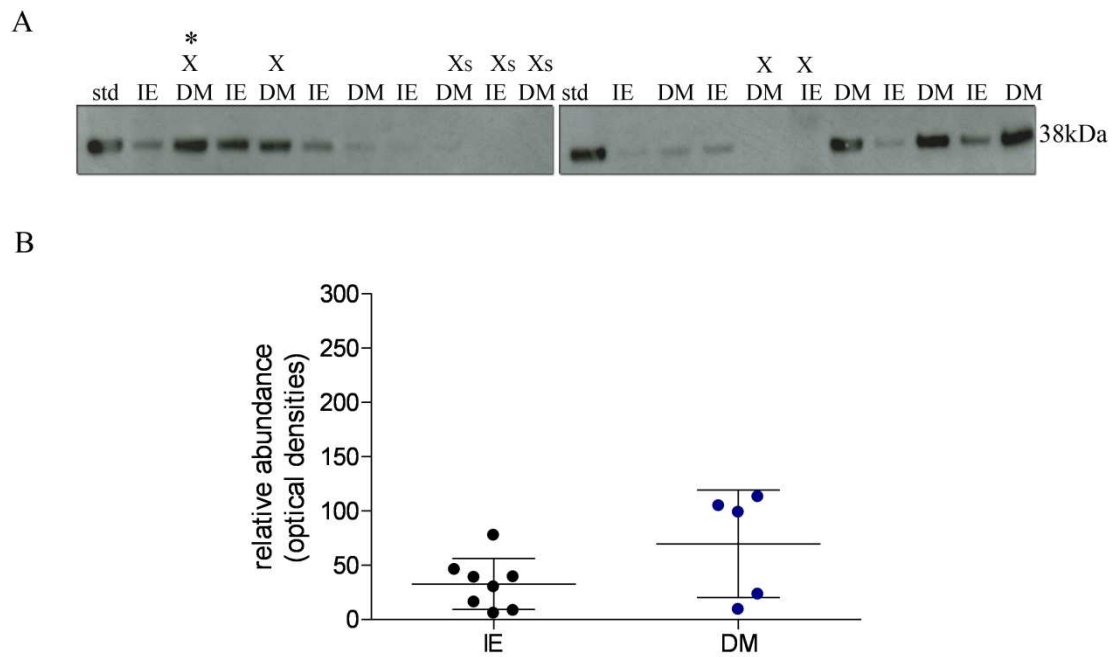 A
*
X X Xs Xs Xs X X
std IE DM IE DM IE DM IE DM IE DM std IE DM IE DM IE DM IE DM IE DM
38kDa
B
300
250
200
150
100
50
0
relative abundance
(optical densities)
IE DM